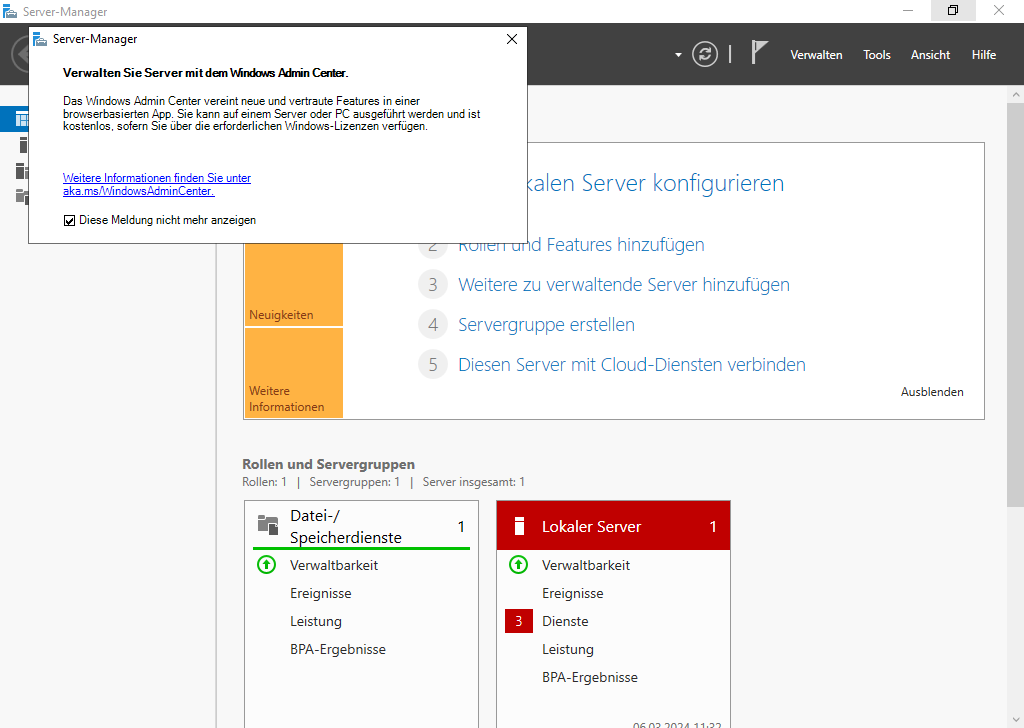 Server-Manager
Server-Manager
Verwalten Tools Ansicht Hilfe
Verwalten Sie Server mit dem Windows Admin Center.
Das Windows Admin Center vereint neue und vertraute Features in einer
browserbasierten App. Sie kann auf einem Server oder PC ausgeführt werden und ist
kostenlos, sofern Sie über die erforderlichen Windows-Lizenzen verfügen.
Weitere Informationen finden Sie unter
aka.ms/WindowsAdminCenter.
Diese Meldung nicht mehr anzeigen
kalen Server konfigurieren
2 Rollen und Features hinzufügen
3 Weitere zu verwaltende Server hinzufügen
4 Servergruppe erstellen
5 Diesen Server mit Cloud-Diensten verbinden
Neuigkeiten
Weitere
Informationen
Ausblenden
Rollen und Servergruppen
Rollen: 1 | Servergruppen: 1 | Server insgesamt: 1
Datei-/
Speicherdienste
1
Verwaltbarkeit
Ereignisse
Leistung
BPA-Ergebnisse
Lokaler Server 1
Verwaltbarkeit
Ereignisse
3 Dienste
Leistung
BPA-Ergebnisse
06.03.2024 11:32